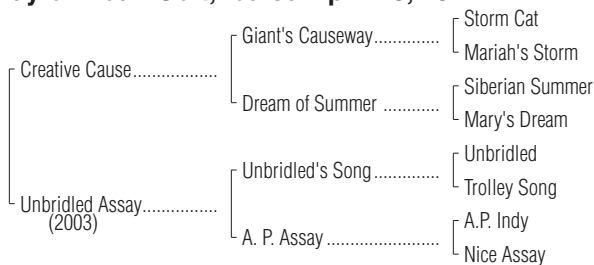 Storm Cat
Giant's Causeway.............
Mariah's Storm
Creative Cause.................
Siberian Summer
Dream of Summer ...........
Mary's Dream
Unbridled
Unbridled's Song.............
Trolley Song
Unbridled Assay...............
(2003)
A.P. Indy
A. P. Assay ......................
Nice Assay